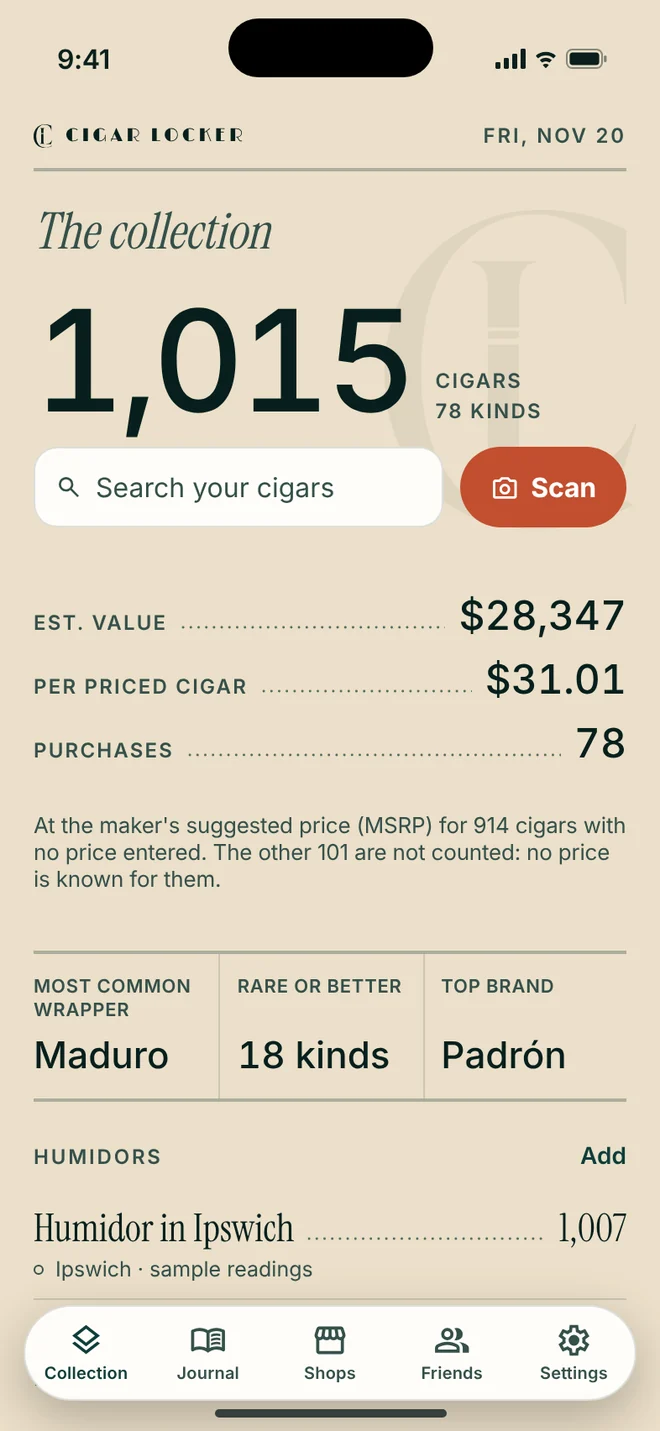 9:41
CIGAR LOCKER
FRI, NOV 20
The collection
1,015
CIGARS
78 KINDS
Search your cigars
Scan
EST. VALUE
$28,347
PER PRICED CIGAR
$31.01
PURCHASES
78
At the maker's suggested price (MSRP) for 914 cigars with
no price entered. The other 101 are not counted: no price
is known for them.
MOST COMMON
WRAPPER
Maduro
RARE OR BETTER
18 kinds
TOP BRAND
Padrón
HUMIDORS
Add
Humidor in Ipswich
1,007
Ipswich · sample readings
Collection
Journal
Shops
Friends
Settings